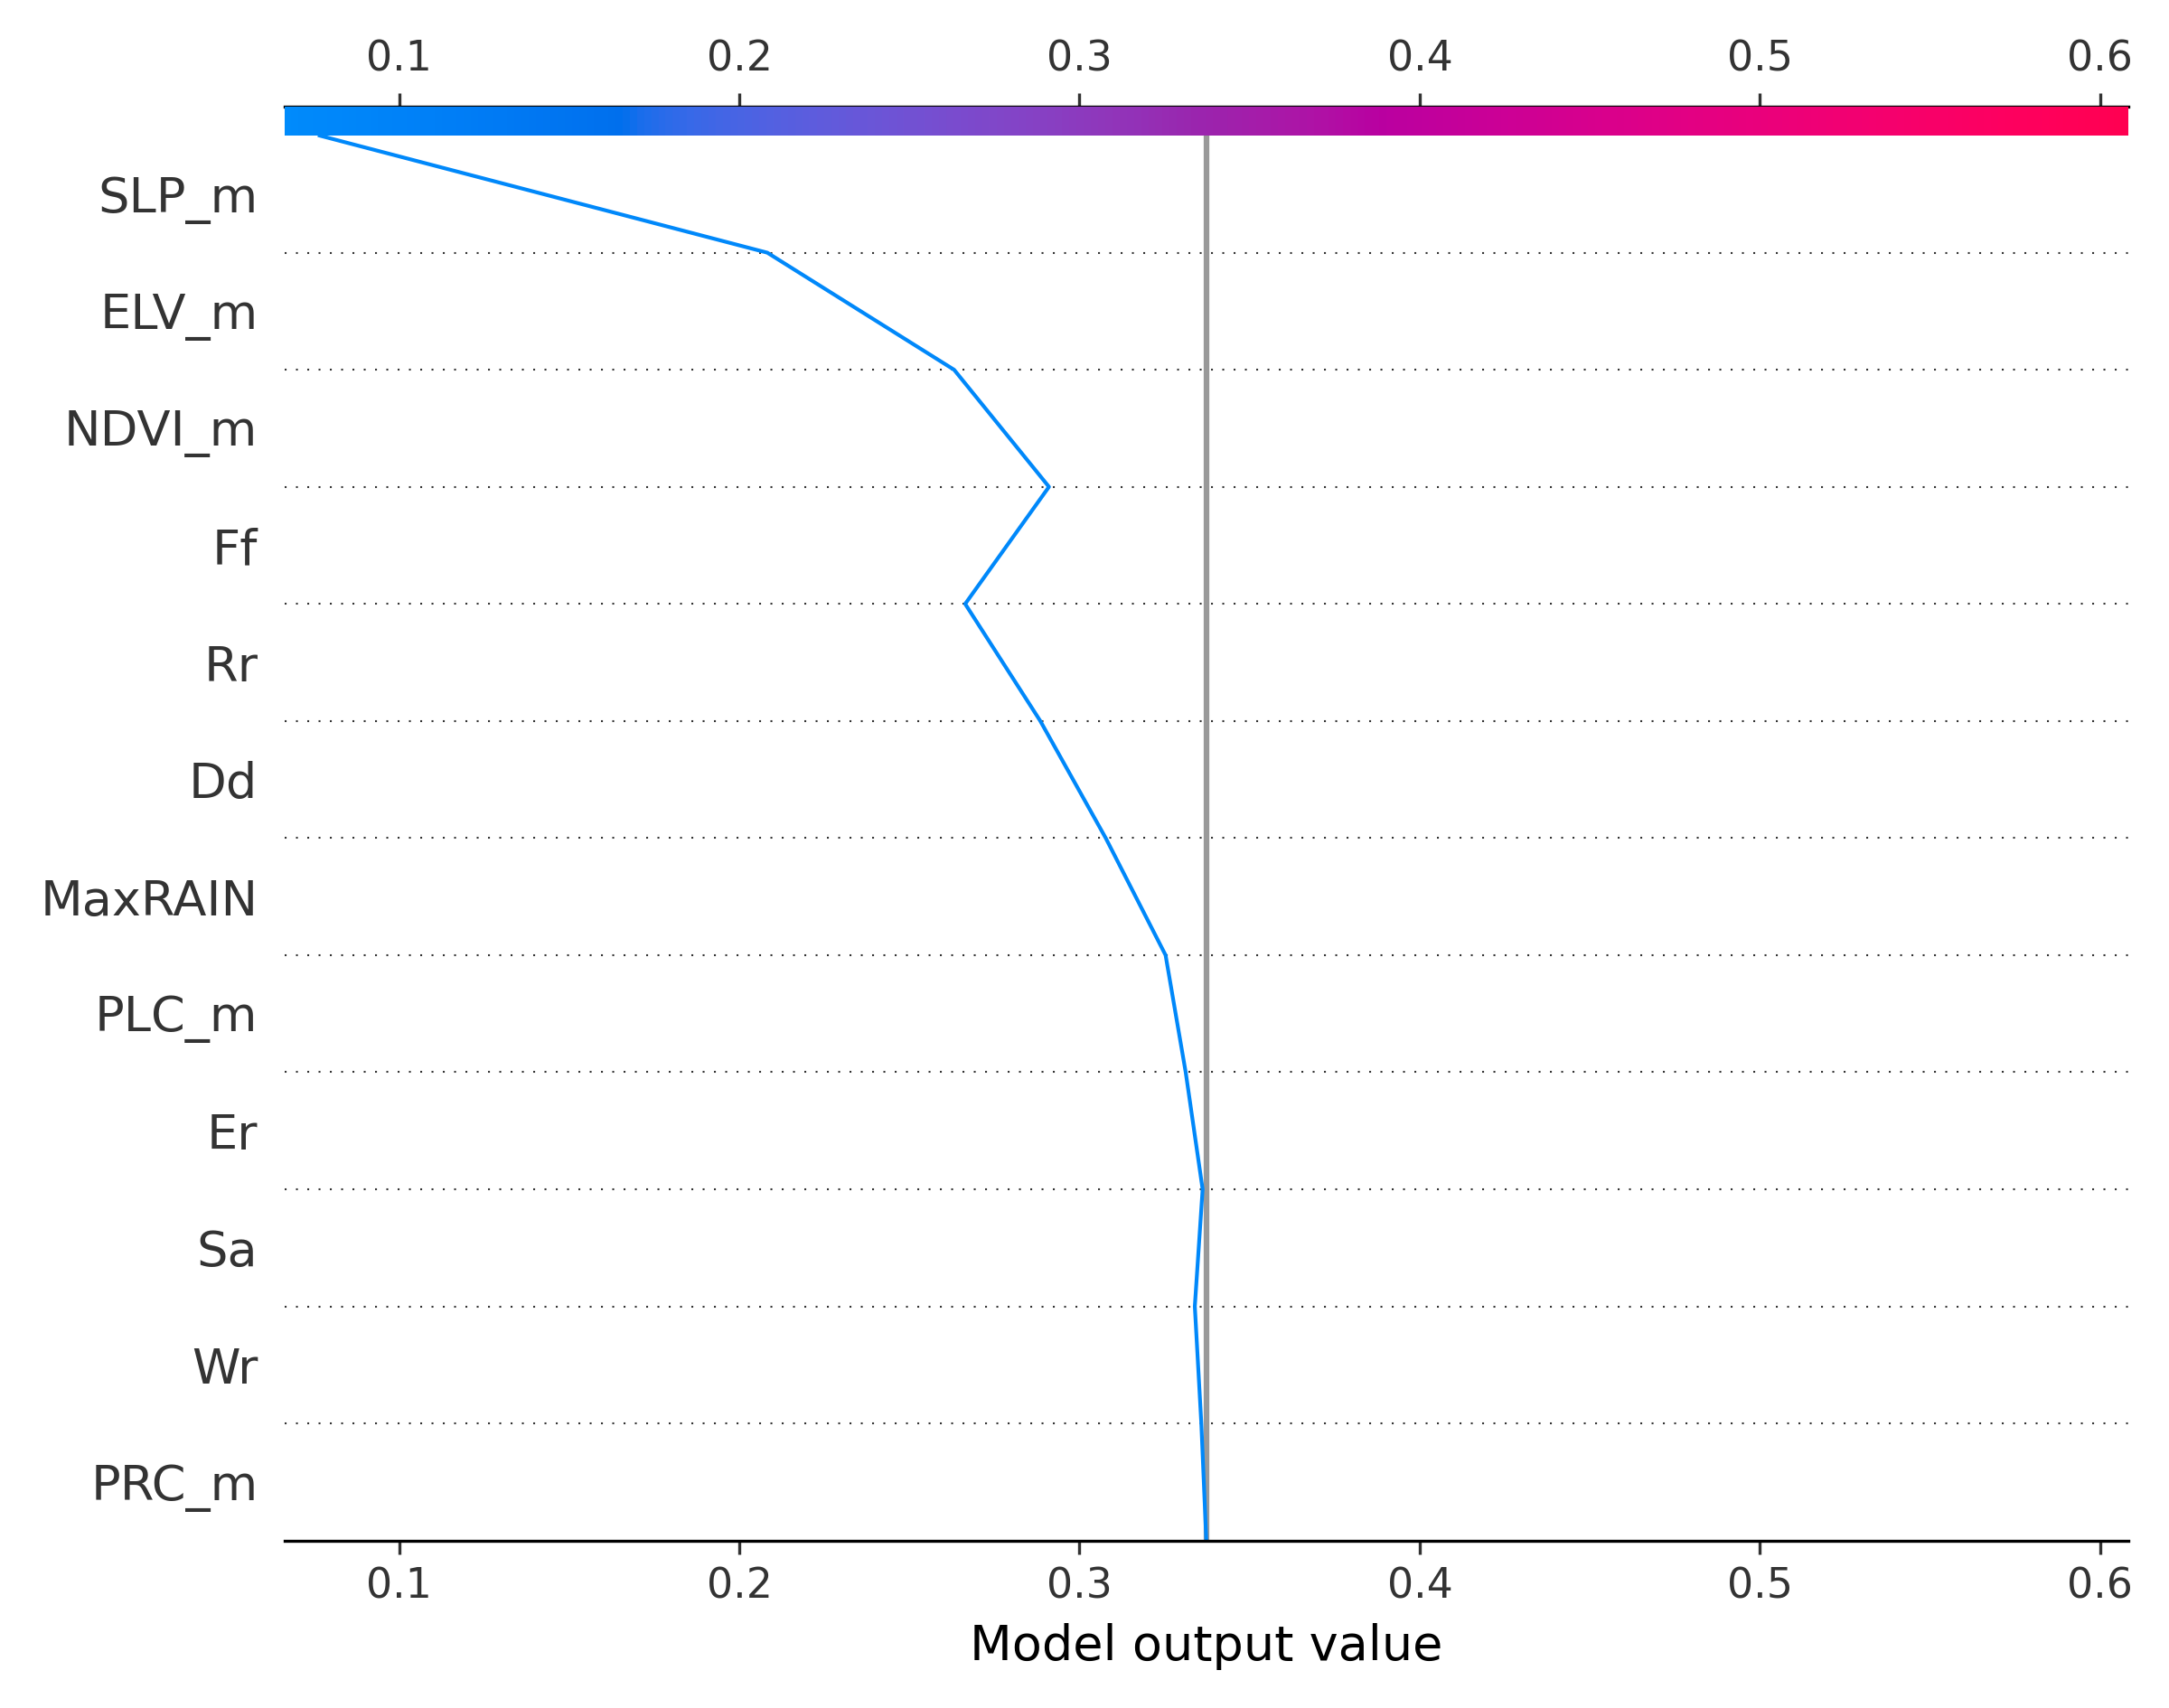 0.1 0.2 0.3 0.4 0.5 0.6
SLP_m
ELV_m
NDVI_m
Ff
Rr
Dd
MaxRAIN
PLC_m
Er
Sa
Wr
PRC_m
0.1 0.2 0.3 0.4 0.5 0.6
Model output value